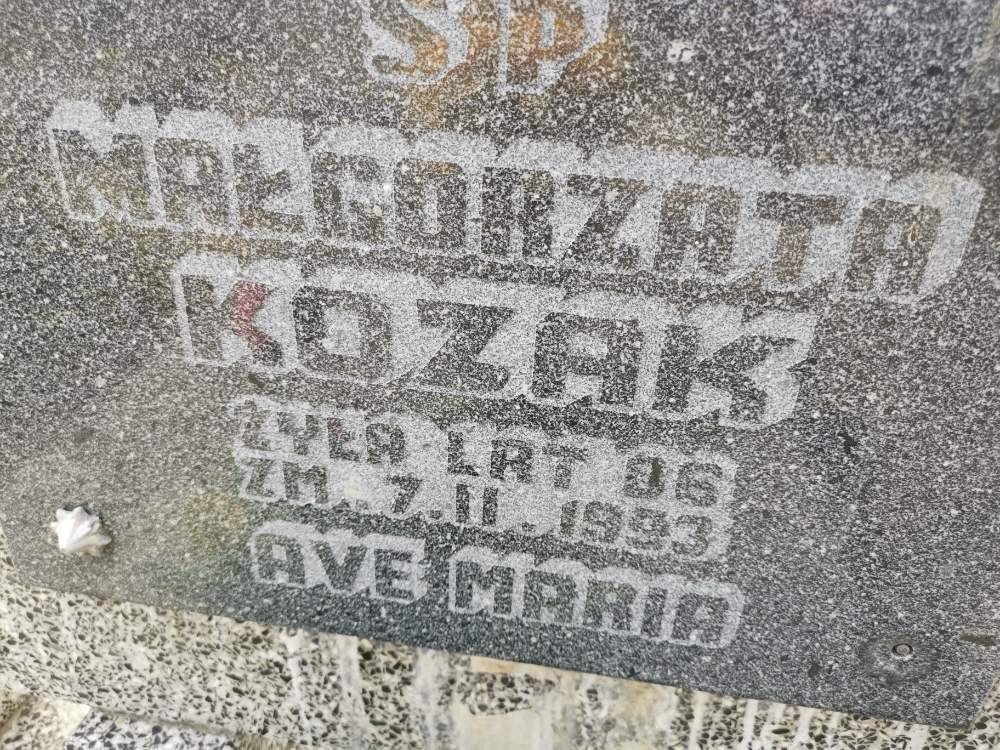 SP
MAŁGORZATA
KOZAK
ŻYŁA LAT 86
ZM. 7.II.1993
AVE MARIA